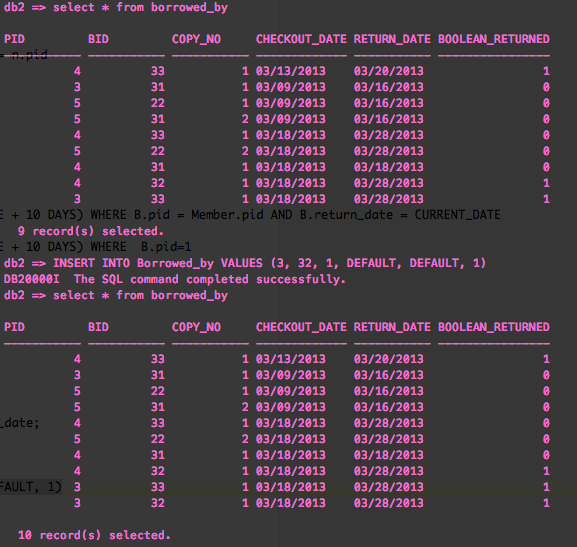 db2 => select * from borrowed_by
PID BID COPY_NO CHECKOUT_DATE RETURN_DATE BOOLEAN_RETURNED
= n.pid
4 33 1 03/13/2013 03/20/2013 1
3 31 1 03/09/2013 03/16/2013 0
5 22 1 03/09/2013 03/16/2013 0
5 31 2 03/09/2013 03/16/2013 0
4 33 1 03/18/2013 03/28/2013 0
5 22 2 03/18/2013 03/28/2013 0
4 31 1 03/18/2013 03/28/2013 0
4 32 1 03/18/2013 03/28/2013 1
3 33 1 03/18/2013 03/28/2013 1
E + 10 DAYS) WHERE B.pid = Member.pid AND B.return_date = CURRENT_DATE
9 record(s) selected.
E + 10 DAYS) WHERE B.pid=1
db2 => INSERT INTO Borrowed_by VALUES (3, 32, 1, DEFAULT, DEFAULT, 1)
DB20000I The SQL command completed successfully.
db2 => select * from borrowed_by
PID BID COPY_NO CHECKOUT_DATE RETURN_DATE BOOLEAN_RETURNED
4 33 1 03/13/2013 03/20/2013 1
3 31 1 03/09/2013 03/16/2013 0
5 22 1 03/09/2013 03/16/2013 0
5 31 2 03/09/2013 03/16/2013 0
_date; 4 33 1 03/18/2013 03/28/2013 0
5 22 2 03/18/2013 03/28/2013 0
4 31 1 03/18/2013 03/28/2013 0
4 32 1 03/18/2013 03/28/2013 1
FAULT, 1) 3 33 1 03/18/2013 03/28/2013 1
3 32 1 03/18/2013 03/28/2013 1
10 record(s) selected.